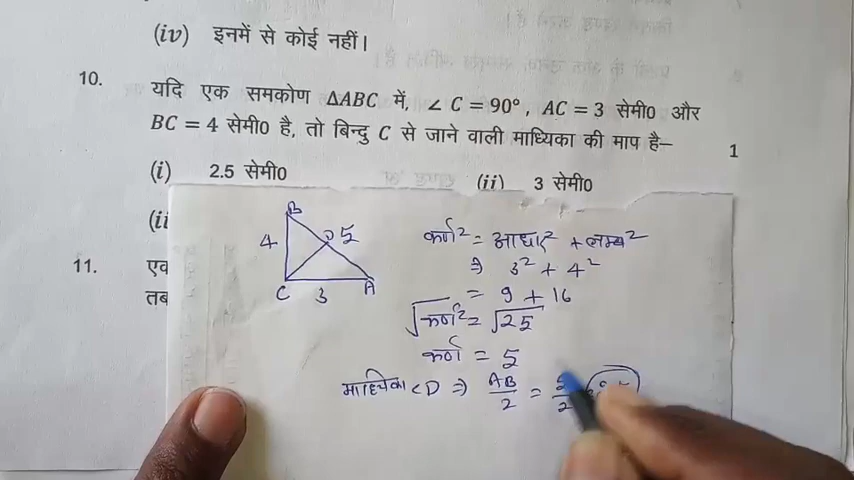 (iv) इनमें से कोई नहीं।
10. यदि एक समकोण ΔABC में, ∠ C = 90°, AC = 3 सेमी0 और
BC = 4 सेमी0 है, तो बिन्दु C से जाने वाली माध्यिका की माप है– 1
(i) 2.5 सेमी0 (ii) 3 सेमी0
(ii
11. एव
तब
B
4 D 5
C 3 A
कर्ण² = आधार² + लम्ब²
⇒ 3² + 4²
= 9 + 16
√कर्ण² = √25
कर्ण = 5
माध्यिका CD ⇒ AB/2 = 5/2